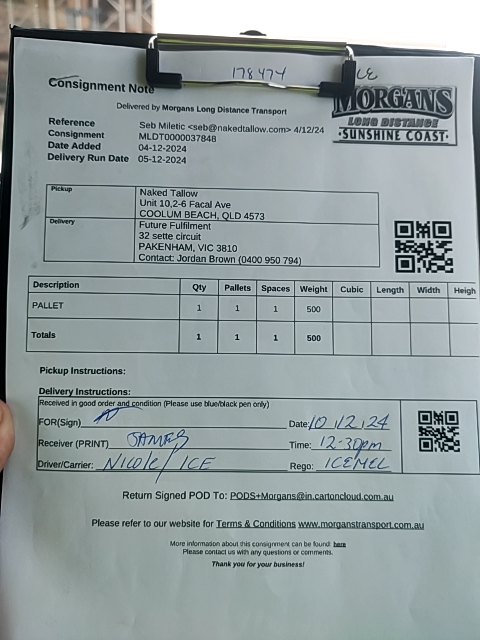 178474
CE
Consignment Note
MORGANS
LONG DISTANCE
SUNSHINE COAST
Delivered by Morgans Long Distance Transport
Reference Seb Miletic <seb@nakedtallow.com> 4/12/24
Consignment MLDT0000037848
Date Added 04-12-2024
Delivery Run Date 05-12-2024
Pickup Naked Tallow
Unit 10,2-6 Facal Ave
COOLUM BEACH, QLD 4573
Delivery Future Fulfilment
32 sette circuit
PAKENHAM, VIC 3810
Contact: Jordan Brown (0400 950 794)
Description Qty Pallets Spaces Weight Cubic Length Width Heigh
PALLET 1 1 1 500
Totals 1 1 1 500
Pickup Instructions:
Delivery Instructions:
Received in good order and condition (Please use blue/black pen only)
FOR(Sign) Date: 10/12/24
Receiver (PRINT) JAMES Time: 12:30pm
Driver/Carrier: Nicole/ ICE Rego: ICEMEL
Return Signed POD To: PODS+Morgans@in.cartoncloud.com.au
Please refer to our website for Terms & Conditions www.morganstransport.com.au
More information about this consignment can be found: here
Please contact us with any questions or comments.
Thank you for your business!